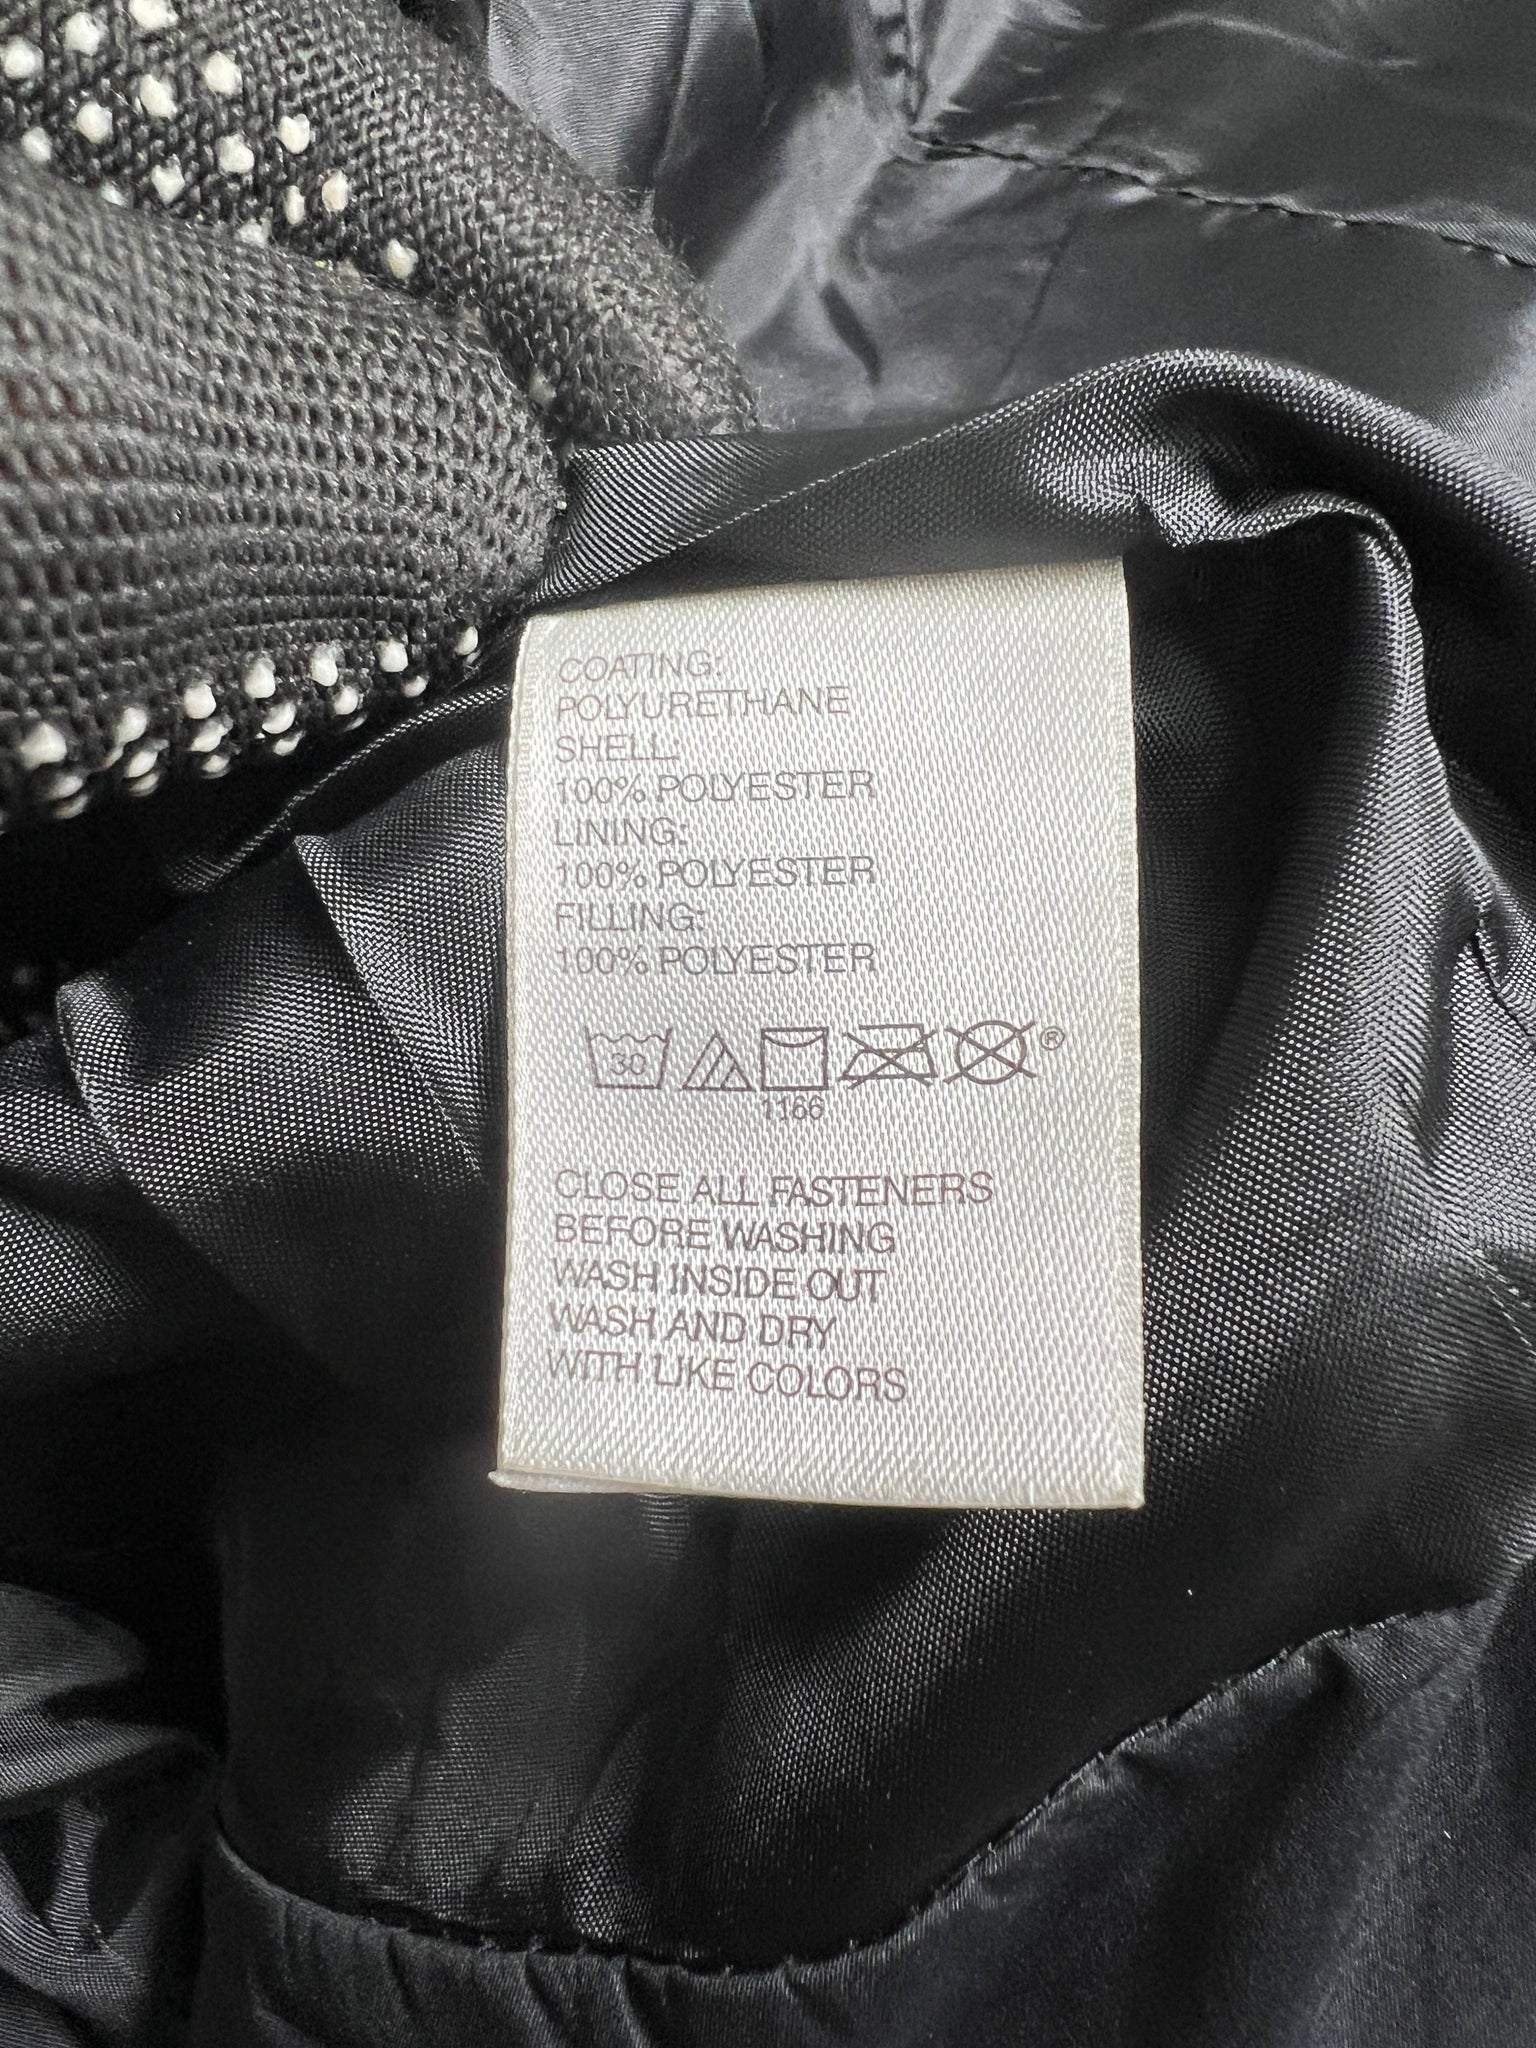 COATING:
POLYURETHANE
SHELL:
100% POLYESTER
LINING:
100% POLYESTER
FILLING:
100% POLYESTER
30 ®
1166
CLOSE ALL FASTENERS
BEFORE WASHING
WASH INSIDE OUT
WASH AND DRY
WITH LIKE COLORS